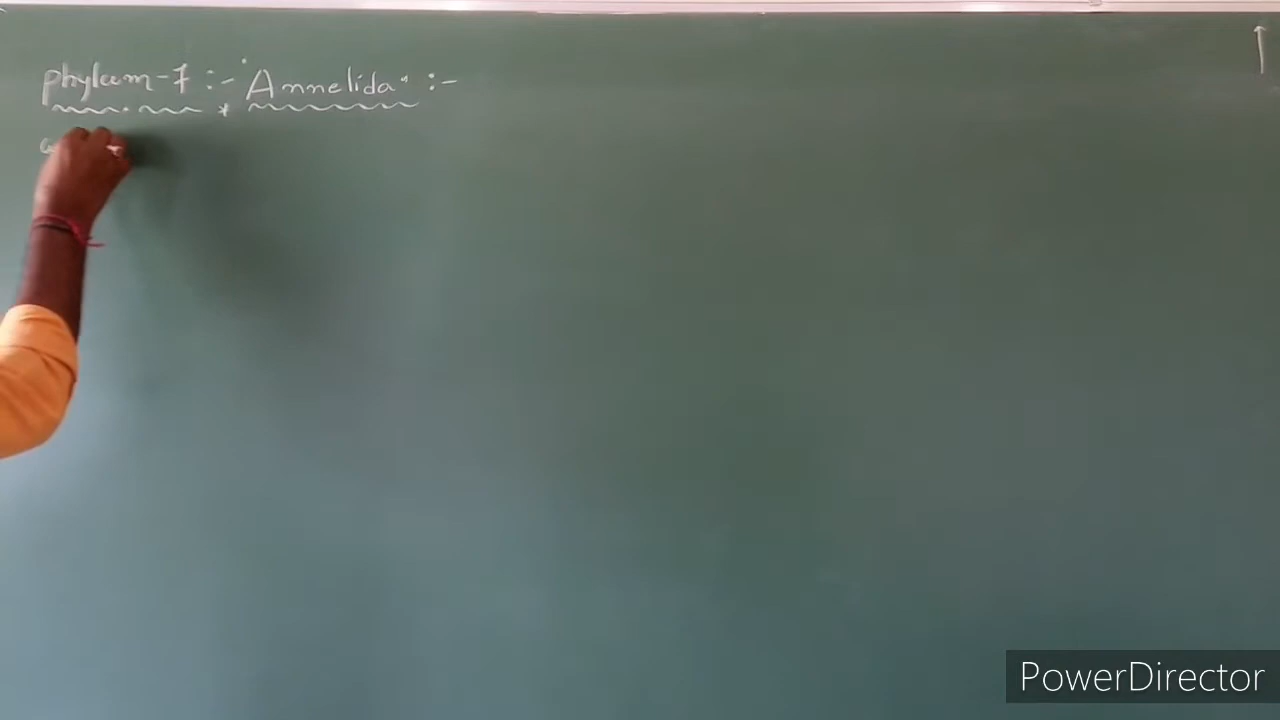 phylum-7 :- "Annelida" :-
PowerDirector